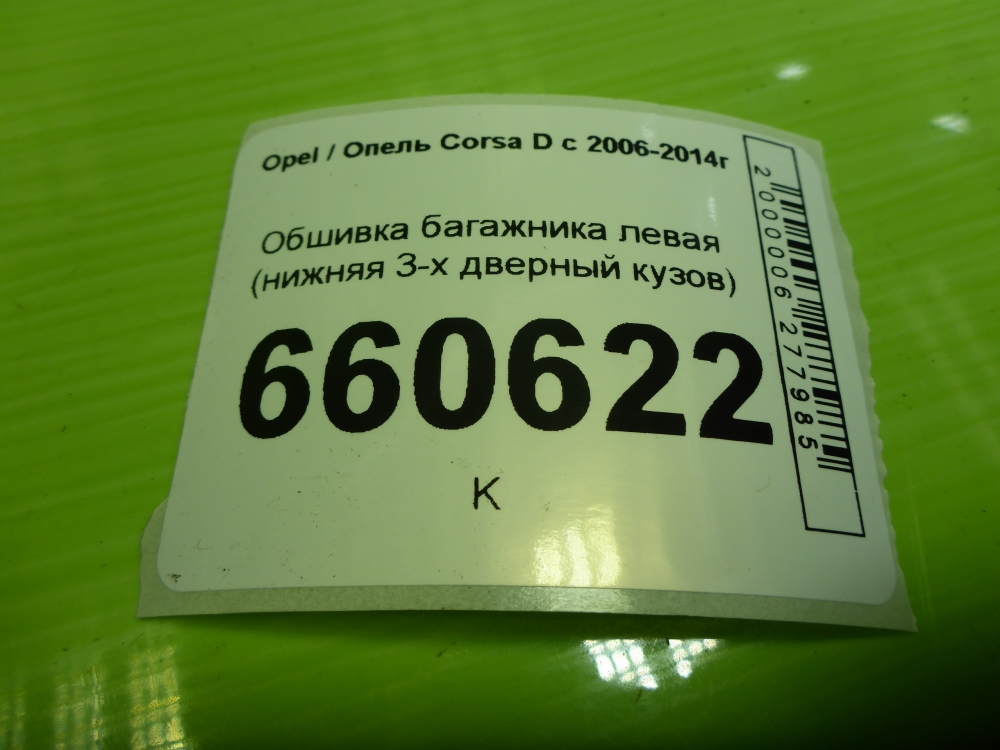 Opel / Опель Corsa D с 2006-2014г
Обшивка багажника левая
(нижняя 3-х дверный кузов)
660622
К
2000006277985